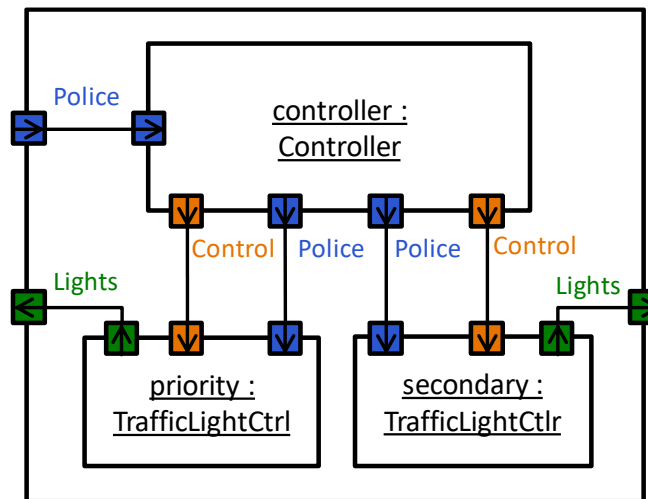 Police
controller :
Controller
Control
Police
Police
Control
Lights
Lights
priority :
TrafficLightCtrl
secondary :
TrafficLightCtlr